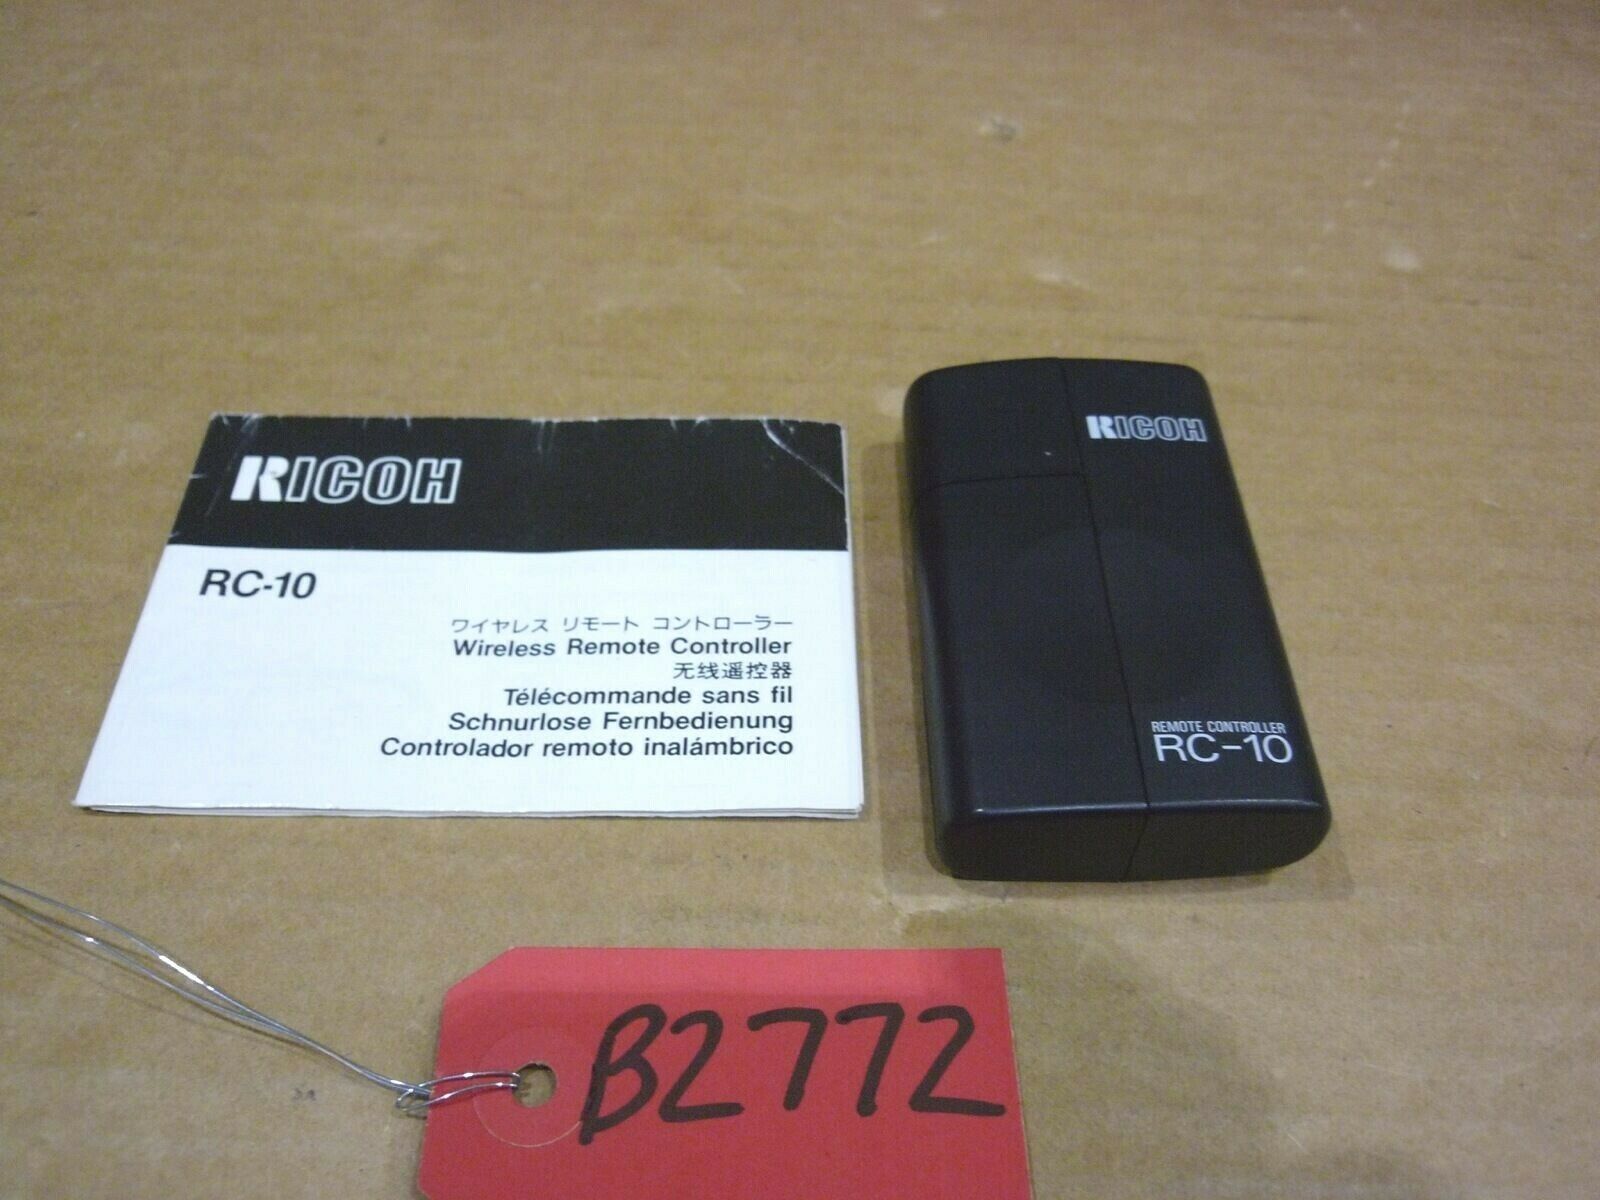 RICOH
RC-10
ワイヤレス リモート コントローラー
Wireless Remote Controller
无线遥控器
Télécommande sans fil
Schnurlose Fernbedienung
Controlador remoto inalámbrico
RICOH
REMOTE CONTROLLER
RC-10
B2772